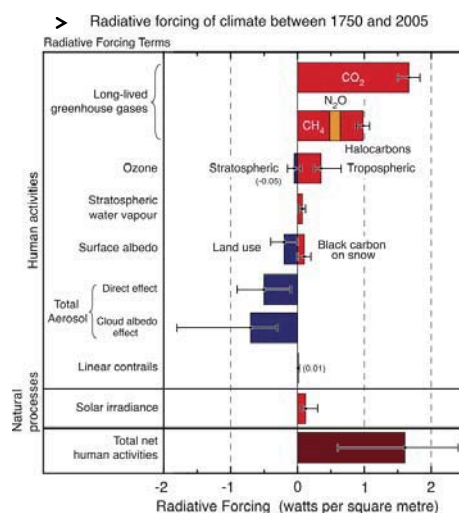 > Radiative forcing of climate between 1750 and 2005
Radiative Forcing Terms
Human activities
Long-lived
greenhouse gases
CO2
N2O
CH4
Halocarbons
Ozone
Stratospheric
(-0.05)
Tropospheric
Stratospheric
water vapour
Surface albedo
Land use
Black carbon
on snow
Total
Aerosol
Direct effect
Cloud albedo
effect
Linear contrails
(0.01)
Natural
processes
Solar irradiance
Total net
human activities
-2 -1 0 1 2
Radiative Forcing (watts per square metre)